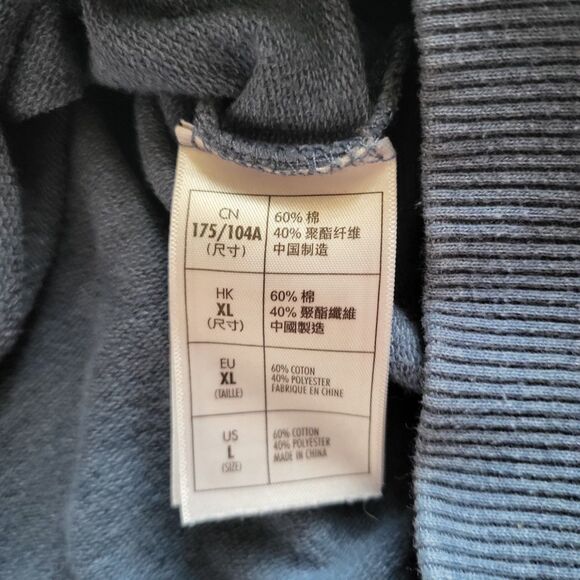 CN
175/104A
(尺寸)
60% 棉
40% 聚酯纤维
中国制造
HK
XL
(尺寸)
60% 棉
40% 聚酯纖維
中國製造
EU
XL
(TAILLE)
60% COTON
40% POLYESTER
FABRIQUE EN CHINE
US
L
(SIZE)
60% COTTON
40% POLYESTER
MADE IN CHINA